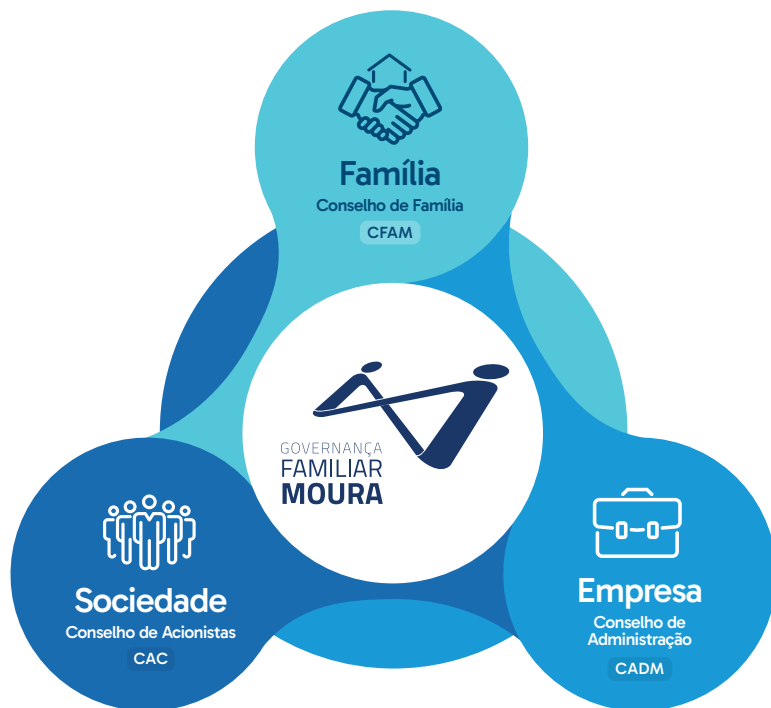 Família
Conselho de Família
CFAM
GOVERNANÇA
FAMILIAR
MOURA
Sociedade
Conselho de Acionistas
CAC
Empresa
Conselho de
Administração
CADM